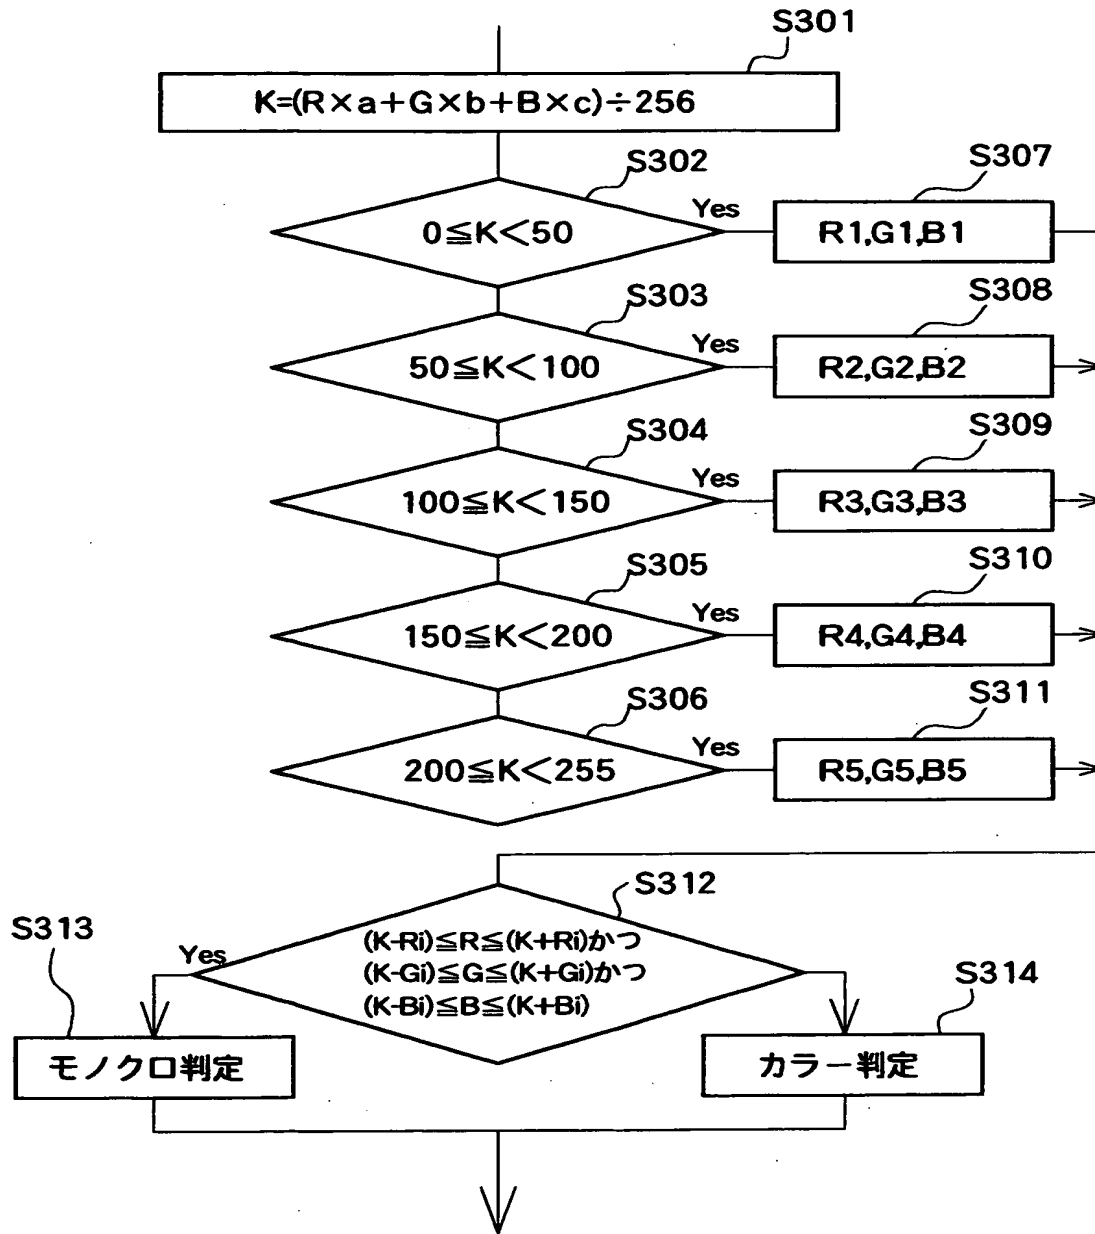 S301
K=(R×a+G×b+B×c)÷256
S302
0≦K<50
Yes
S307
R1,G1,B1
S303
50≦K<100
Yes
S308
R2,G2,B2
S304
100≦K<150
Yes
S309
R3,G3,B3
S305
150≦K<200
Yes
S310
R4,G4,B4
S306
200≦K<255
Yes
S311
R5,G5,B5
S312
(K-Ri)≦R≦(K+Ri)かつ
(K-Gi)≦G≦(K+Gi)かつ
(K-Bi)≦B≦(K+Bi)
Yes
S313
モノクロ判定
S314
カラー判定